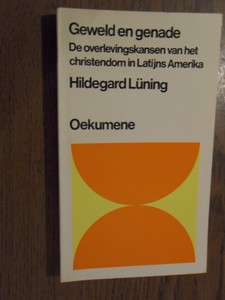 Geweld en genade
De overlevingskansen van het
christendom in Latijns Amerika
Hildegard Lüning
Oekumene